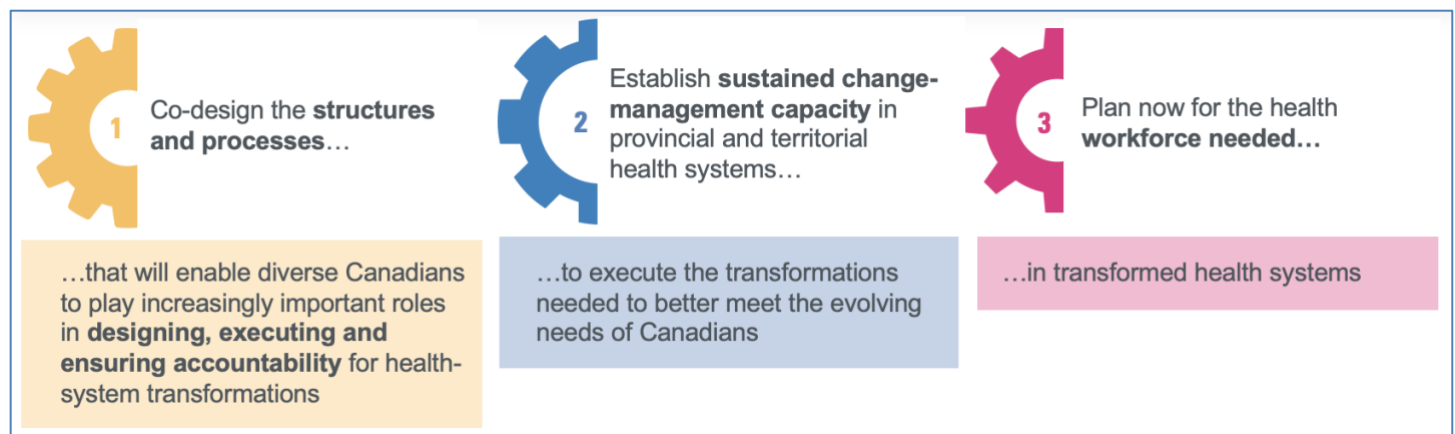 1
Co-design the structures
and processes…
…that will enable diverse Canadians
to play increasingly important roles
in designing, executing and
ensuring accountability for health-
system transformations
2
Establish sustained change-
management capacity in
provincial and territorial
health systems…
…to execute the transformations
needed to better meet the evolving
needs of Canadians
3
Plan now for the health
workforce needed…
…in transformed health systems